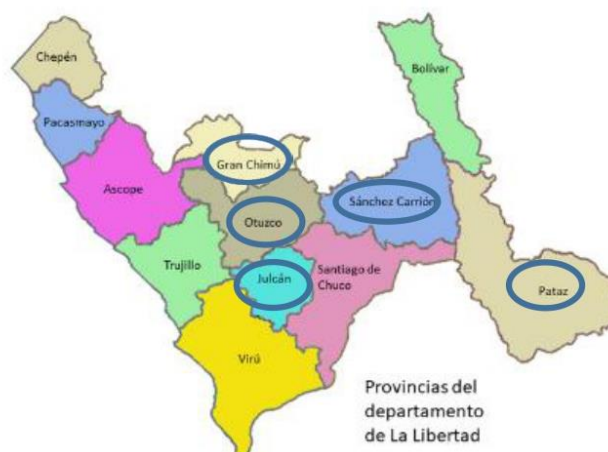 Chepén
Bolívar
Pacasmayo
Gran Chimú
Ascope
Sánchez Carrión
Otuzco
Trujillo
Julcán
Santiago de
Chuco
Pataz
Virú
Provincias del
departamento
de La Libertad